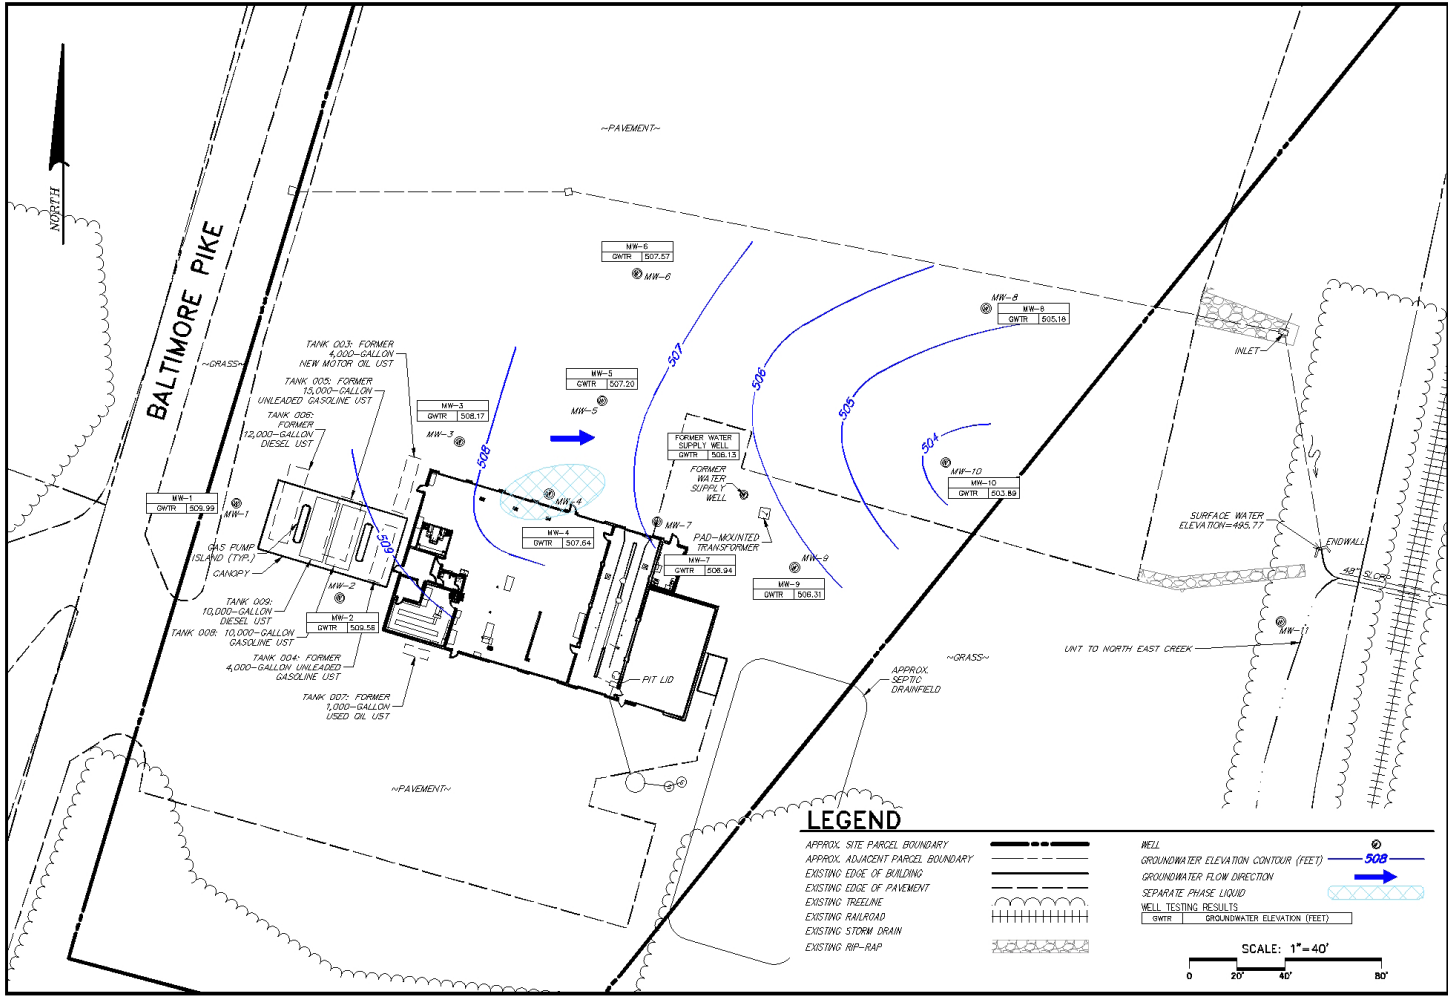 NORTH
BALTIMORE PIKE
~PAVEMENT~
~GRASS~
MW-6
GWTR 507.57
MW-6
MW-8
MW-8
GWTR 505.18
507
506
505
504
508
509
INLET
TANK 003: FORMER
4,000-GALLON
NEW MOTOR OIL UST
TANK 005: FORMER
15,000-GALLON
UNLEADED GASOLINE UST
TANK 006:
FORMER
12,000-GALLON
DIESEL UST
MW-5
GWTR 507.20
MW-5
MW-3
GWTR 508.17
MW-3
FORMER WATER
SUPPLY WELL
GWTR 506.13
FORMER
WATER
SUPPLY
WELL
MW-10
MW-10
GWTR 503.89
MW-1
GWTR 509.99
MW-1
MW-4
MW-4
GWTR 507.64
MW-7
MW-7
GWTR 506.94
PAD-MOUNTED
TRANSFORMER
MW-9
MW-9
GWTR 506.31
SURFACE WATER
ELEVATION=495.77
ENDWALL
48" SLCPP
GAS PUMP
ISLAND (TYP.)
CANOPY
MW-2
MW-2
GWTR 509.58
TANK 009:
10,000-GALLON
DIESEL UST
TANK 008: 10,000-GALLON
GASOLINE UST
TANK 004: FORMER
4,000-GALLON UNLEADED
GASOLINE UST
TANK 007: FORMER
1,000-GALLON
USED OIL UST
PIT LID
MW-11
UNT TO NORTH EAST CREEK
~GRASS~
APPROX.
SEPTIC
DRAINFIELD
~PAVEMENT~
S
S
LEGEND
APPROX. SITE PARCEL BOUNDARY
APPROX. ADJACENT PARCEL BOUNDARY
EXISTING EDGE OF BUILDING
EXISTING EDGE OF PAVEMENT
EXISTING TREELINE
EXISTING RAILROAD
EXISTING STORM DRAIN
EXISTING RIP-RAP
WELL
GROUNDWATER ELEVATION CONTOUR (FEET) 508
GROUNDWATER FLOW DIRECTION
SEPARATE PHASE LIQUID
WELL TESTING RESULTS
GWTR GROUNDWATER ELEVATION (FEET)
SCALE: 1"=40'
0 20' 40' 80'